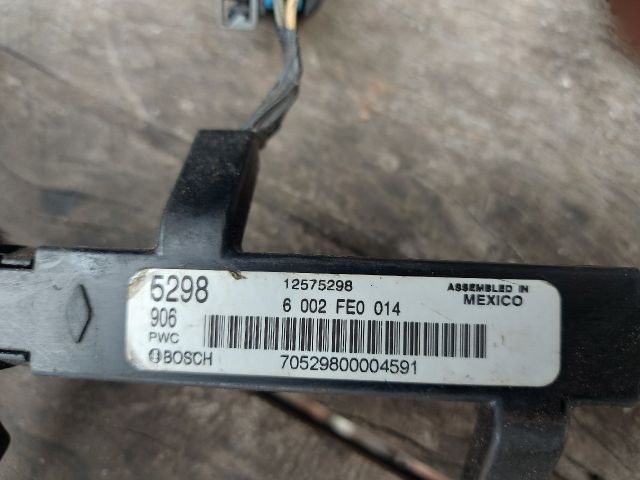 5298
12575298
ASSEMBLED IN
MEXICO
906
6 002 FE0 014
PWC
BOSCH
70529800004591